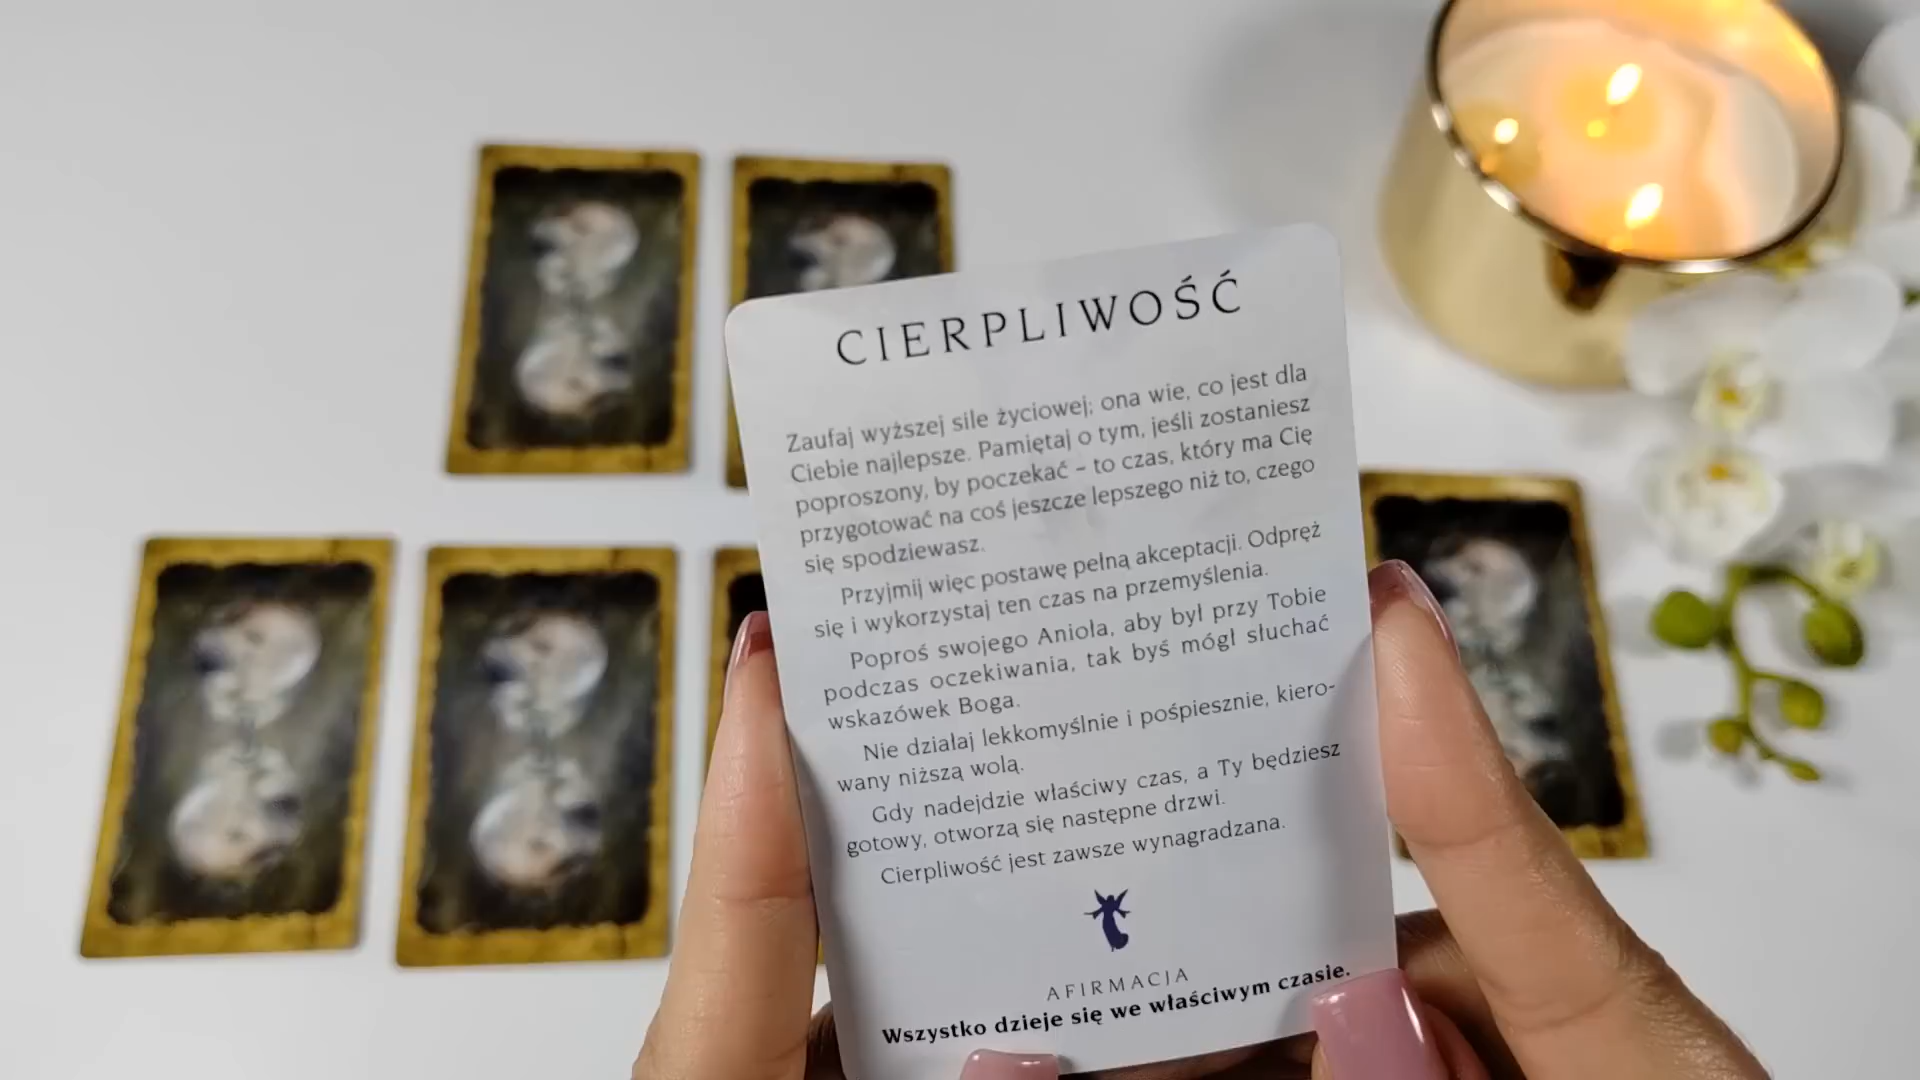 CIERPLIWOŚĆ
Zaufaj wyższej sile życiowej; ona wie, co jest dla
Ciebie najlepsze. Pamiętaj o tym, jeśli zostaniesz
poproszony, by poczekać – to czas, który ma Cię
przygotować na coś jeszcze lepszego niż to, czego
się spodziewasz.
Przyjmij więc postawę pełną akceptacji. Odpręż
się i wykorzystaj ten czas na przemyślenia.
Poproś swojego Anioła, aby był przy Tobie
podczas oczekiwania, tak byś mógł słuchać
wskazówek Boga.
Nie działaj lekkomyślnie i pośpiesznie, kiero-
wany niższą wolą.
Gdy nadejdzie właściwy czas, a Ty będziesz
gotowy, otworzą się następne drzwi.
Cierpliwość jest zawsze wynagradzana.
AFIRMACJA
Wszystko dzieje się we właściwym czasie.